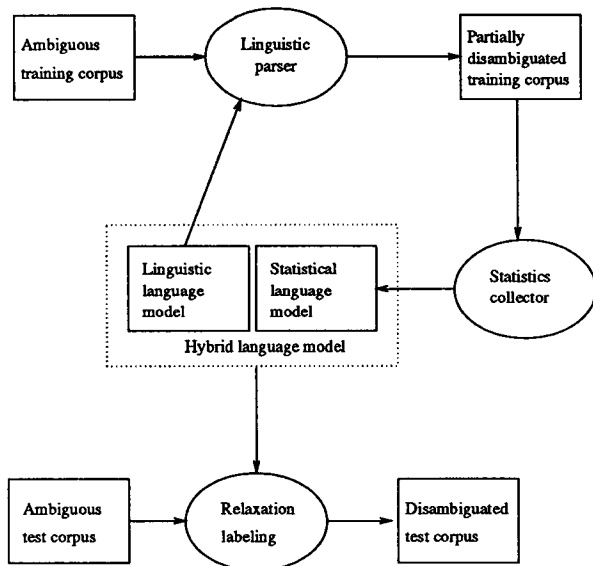 Ambiguous
training corpus
Linguistic
parser
Partially
disambiguated
training corpus
Linguistic
language
model
Statistical
language
model
Hybrid language model
Statistics
collector
Ambiguous
test corpus
Relaxation
labeling
Disambiguated
test corpus